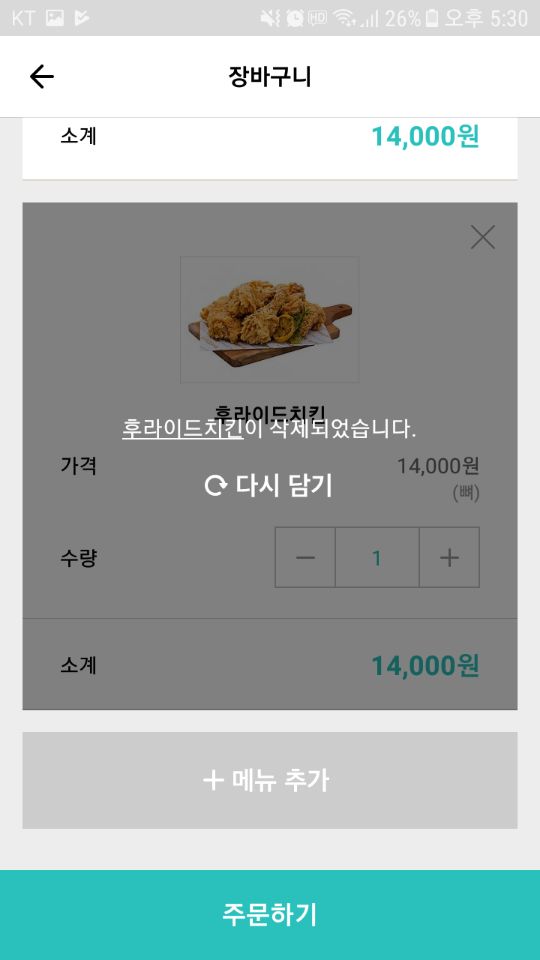 KT HD 26% 오후 5:30
장바구니
소계 14,000원
후라이드치킨
후라이드치킨이 삭제되었습니다.
가격 14,000원
다시 담기
(뼈)
수량 1
소계 14,000원
메뉴 추가
주문하기